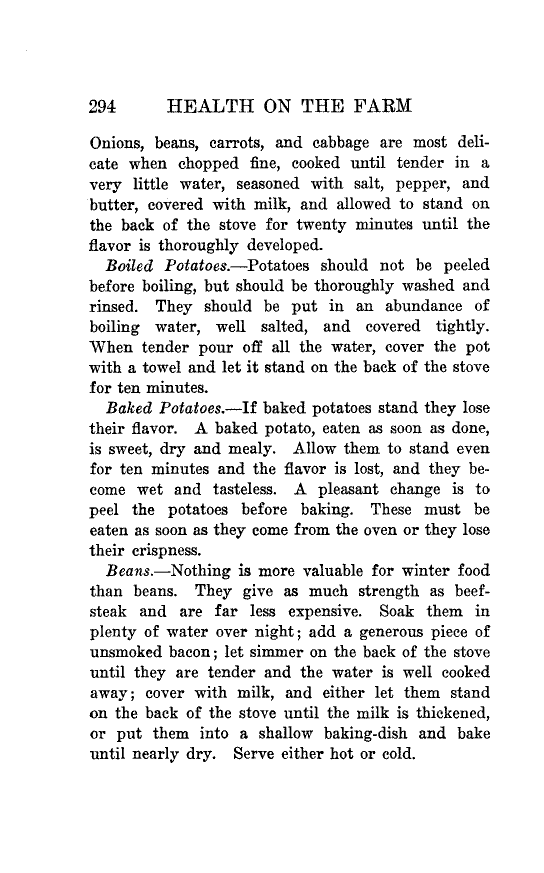 294 HEALTH ON THE FARM
Onions, beans, carrots, and cabbage are most deli-
cate when chopped fine, cooked until tender in a
very little water, seasoned with salt, pepper, and
butter, covered with milk, and allowed to stand on
the back of the stove for twenty minutes until the
flavor is thoroughly developed.
Boiled Potatoes.—Potatoes should not be peeled
before boiling, but should be thoroughly washed and
rinsed. They should be put in an abundance of
boiling water, well salted, and covered tightly.
When tender pour off all the water, cover the pot
with a towel and let it stand on the back of the stove
for ten minutes.
Baked Potatoes.—If baked potatoes stand they lose
their flavor. A baked potato, eaten as soon as done,
is sweet, dry and mealy. Allow them to stand even
for ten minutes and the flavor is lost, and they be-
come wet and tasteless. A pleasant change is to
peel the potatoes before baking. These must be
eaten as soon as they come from the oven or they lose
their crispness.
Beans.—Nothing is more valuable for winter food
than beans. They give as much strength as beef-
steak and are far less expensive. Soak them in
plenty of water over night; add a generous piece of
unsmoked bacon; let simmer on the back of the stove
until they are tender and the water is well cooked
away; cover with milk, and either let them stand
on the back of the stove until the milk is thickened,
or put them into a shallow baking-dish and bake
until nearly dry. Serve either hot or cold.